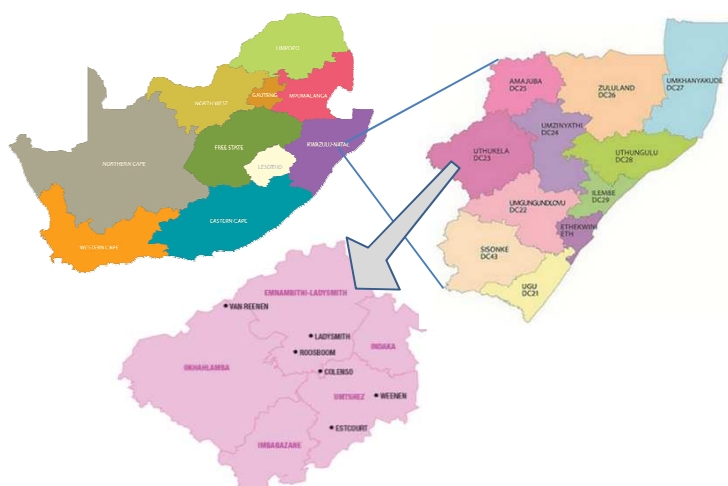 LIMPOPO
NORTH WEST
GAUTENG
MPUMALANGA
NORTHERN CAPE
FREE STATE
LESOTHO
KWAZULU-NATAL
EASTERN CAPE
WESTERN CAPE
AMAJUBA
DC25
ZULULAND
DC26
UMKHANYAKUDE
DC27
UMZINYATHI
DC24
UTHUKELA
DC23
UTHUNGULU
DC28
ILEMBE
DC29
UMGUNGUNDLOVU
DC22
ETHEKWINI
ETH
SISONKE
DC43
UGU
DC21
EMNAMBITHI-LADYSMITH
VAN REENEN
LADYSMITH
ROOSBOOM
INDAKA
OKHAHLAMBA
COLENSO
UMTSHEZI
WEENEN
ESTCOURT
IMBABAZANE